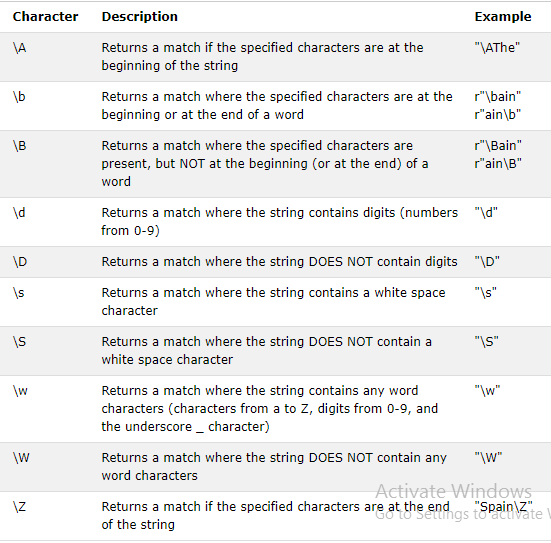 Character Description Example
\A Returns a match if the specified characters are at the "\AThe"
beginning of the string
\b Returns a match where the specified characters are at the r"\bain"
beginning or at the end of a word r"ain\b"
\B Returns a match where the specified characters are r"\Bain"
present, but NOT at the beginning (or at the end) of a r"ain\B"
word
\d Returns a match where the string contains digits (numbers "\d"
from 0-9)
\D Returns a match where the string DOES NOT contain digits "\D"
\s Returns a match where the string contains a white space "\s"
character
\S Returns a match where the string DOES NOT contain a "\S"
white space character
\w Returns a match where the string contains any word "\w"
characters (characters from a to Z, digits from 0-9, and
the underscore _ character)
\W Returns a match where the string DOES NOT contain any "\W"
word characters
Activate Windows
\Z Returns a match if the specified characters are at the end "Spain\Z"
of the string
Go to Settings to activate